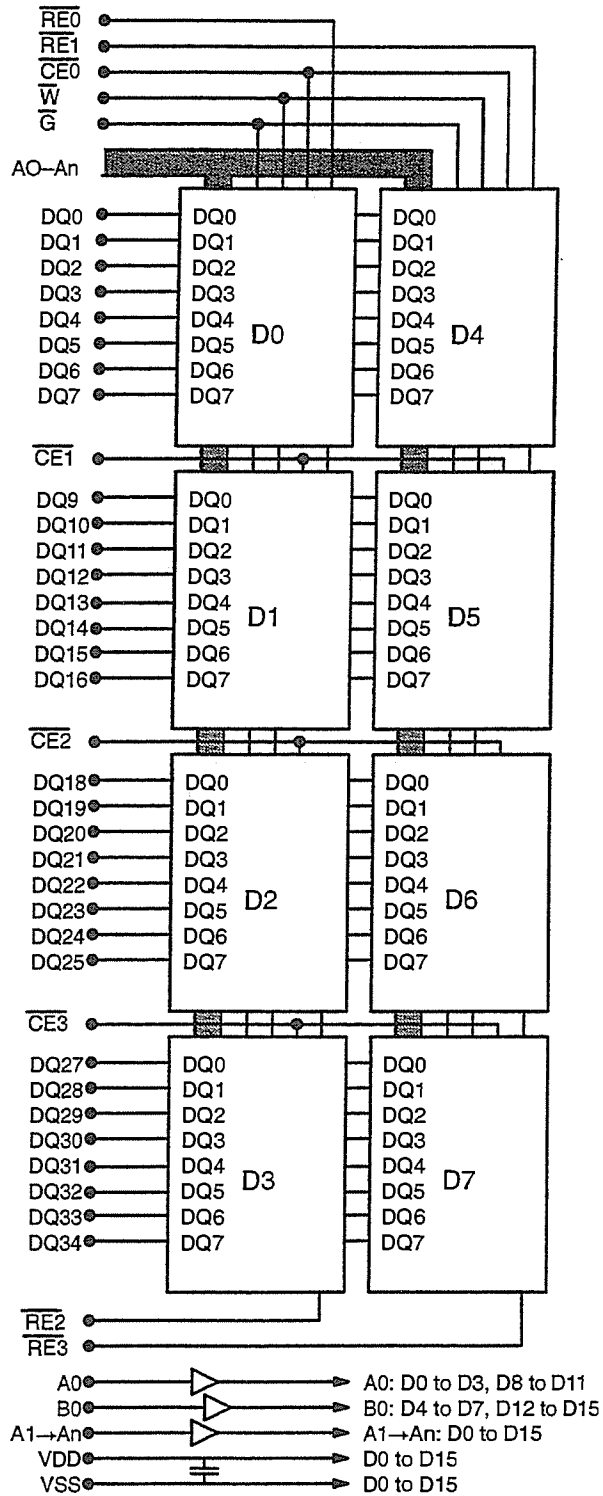 RE0
RE1
CE0
W
G
AO–An
DQ0 DQ0 DQ0
DQ1 DQ1 DQ1
DQ2 DQ2 DQ2
DQ3 DQ3 DQ3
DQ4 DQ4 D0 DQ4 D4
DQ5 DQ5 DQ5
DQ6 DQ6 DQ6
DQ7 DQ7 DQ7
CE1
DQ9 DQ0 DQ0
DQ10 DQ1 DQ1
DQ11 DQ2 DQ2
DQ12 DQ3 DQ3
DQ13 DQ4 D1 DQ4 D5
DQ14 DQ5 DQ5
DQ15 DQ6 DQ6
DQ16 DQ7 DQ7
CE2
DQ18 DQ0 DQ0
DQ19 DQ1 DQ1
DQ20 DQ2 DQ2
DQ21 DQ3 DQ3
DQ22 DQ4 DQ4
DQ23 DQ5 D2 DQ5 D6
DQ24 DQ6 DQ6
DQ25 DQ7 DQ7
CE3
DQ27 DQ0 DQ0
DQ28 DQ1 DQ1
DQ29 DQ2 DQ2
DQ30 DQ3 DQ3
DQ31 DQ4 DQ4
DQ32 DQ5 D3 DQ5 D7
DQ33 DQ6 DQ6
DQ34 DQ7 DQ7
RE2
RE3
A0 A0: D0 to D3, D8 to D11
B0 B0: D4 to D7, D12 to D15
A1→An A1→An: D0 to D15
VDD D0 to D15
VSS D0 to D15